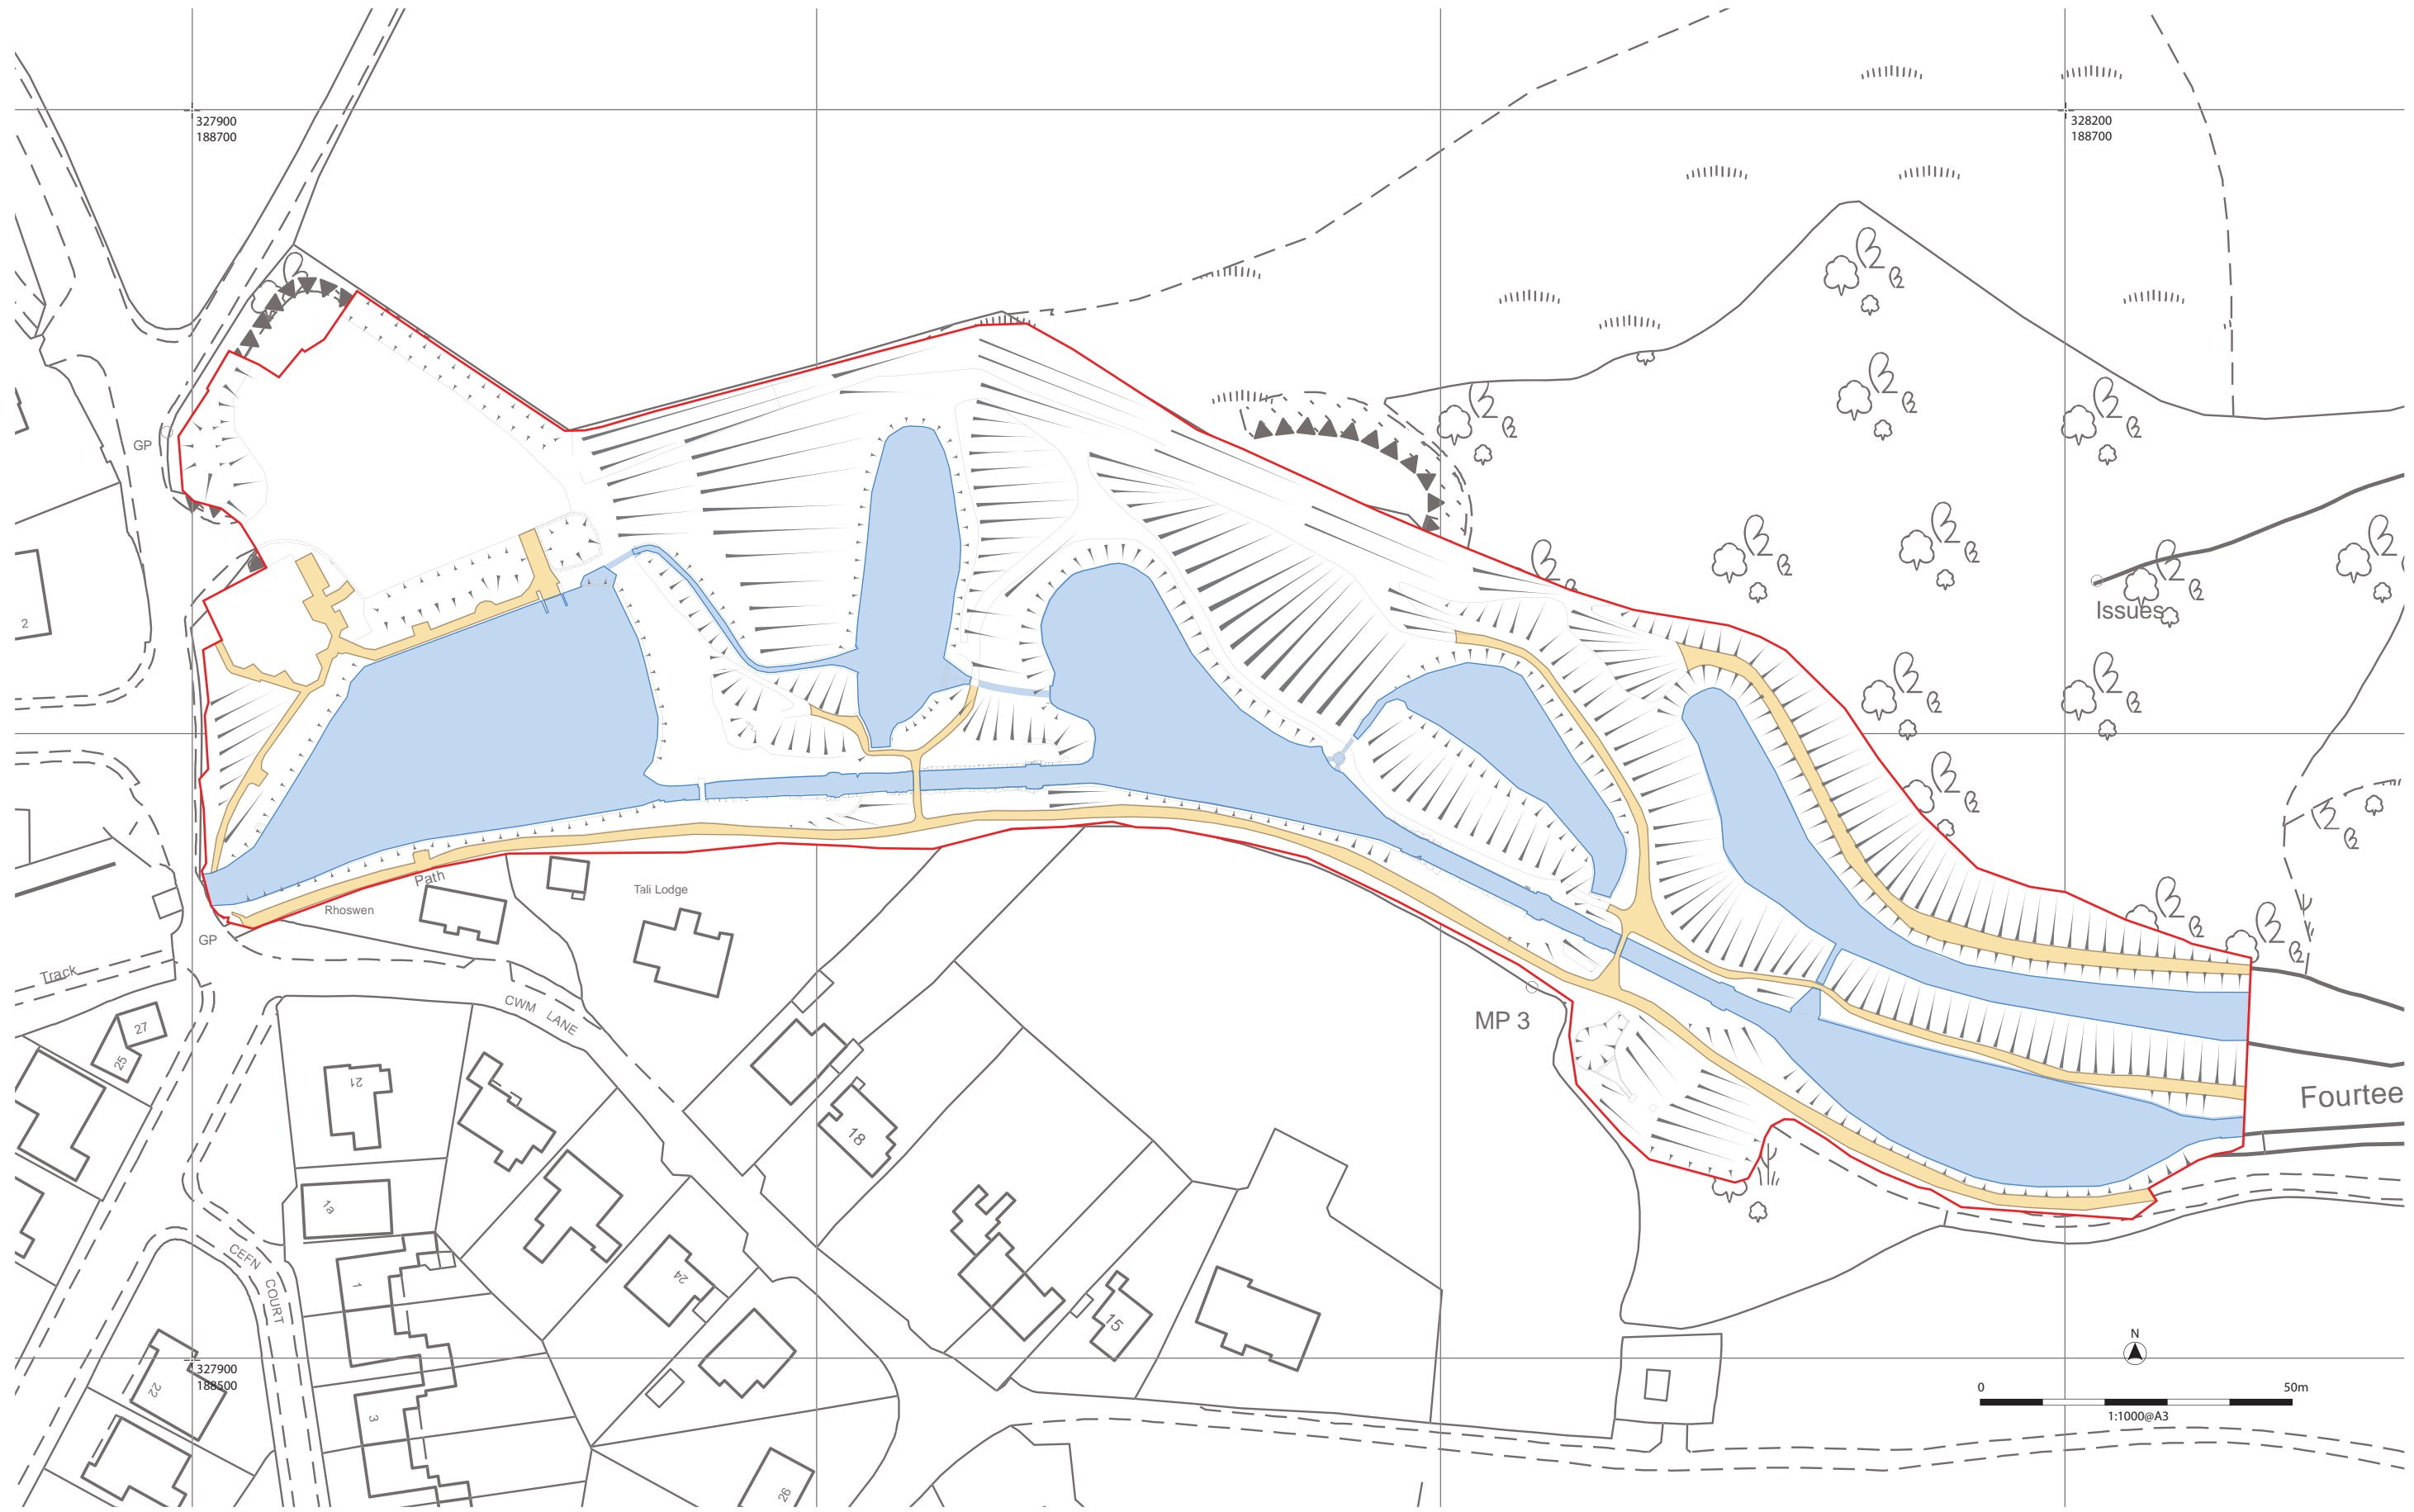 327900
188700
328200
188700
GP
2
Issues
Path
Rhoswen
Tali Lodge
GP
Track
CWM LANE
MP 3
27
25
21
18
Fourtee
1a
CEFN
COURT
1
24
15
N
327900
188500
22
3
0
50m
1:1000@A3
26